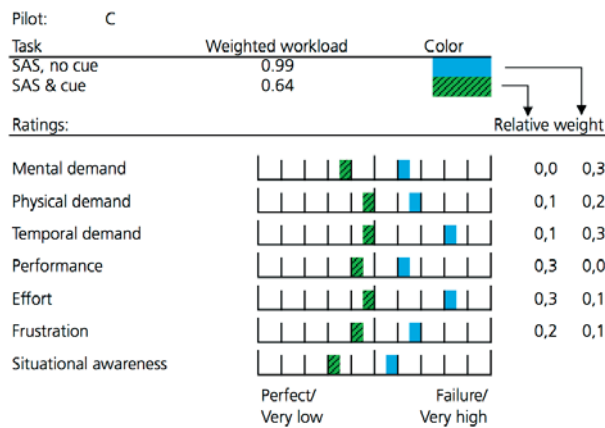 Pilot: C
Task Weighted workload Color
SAS, no cue 0.99
SAS & cue 0.64
Ratings: Relative weight
Mental demand 0,0 0,3
Physical demand 0,1 0,2
Temporal demand 0,1 0,3
Performance 0,3 0,0
Effort 0,3 0,1
Frustration 0,2 0,1
Situational awareness
Perfect/ Failure/
Very low Very high